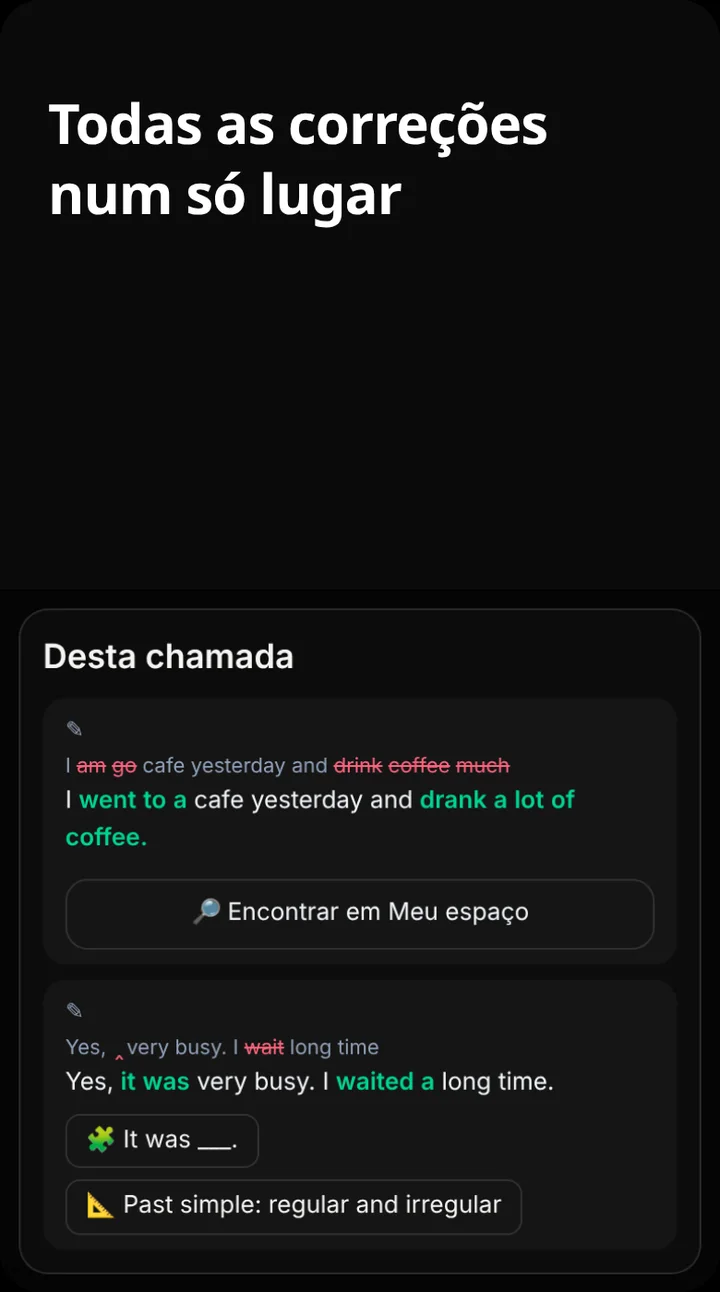 Todas as correções
num só lugar
Desta chamada
✎
I am go cafe yesterday and drink coffee much
I went to a cafe yesterday and drank a lot of
coffee.
🔎 Encontrar em Meu espaço
✎
Yes, ‸very busy. I wait long time
Yes, it was very busy. I waited a long time.
🧩 It was ___.
📐 Past simple: regular and irregular